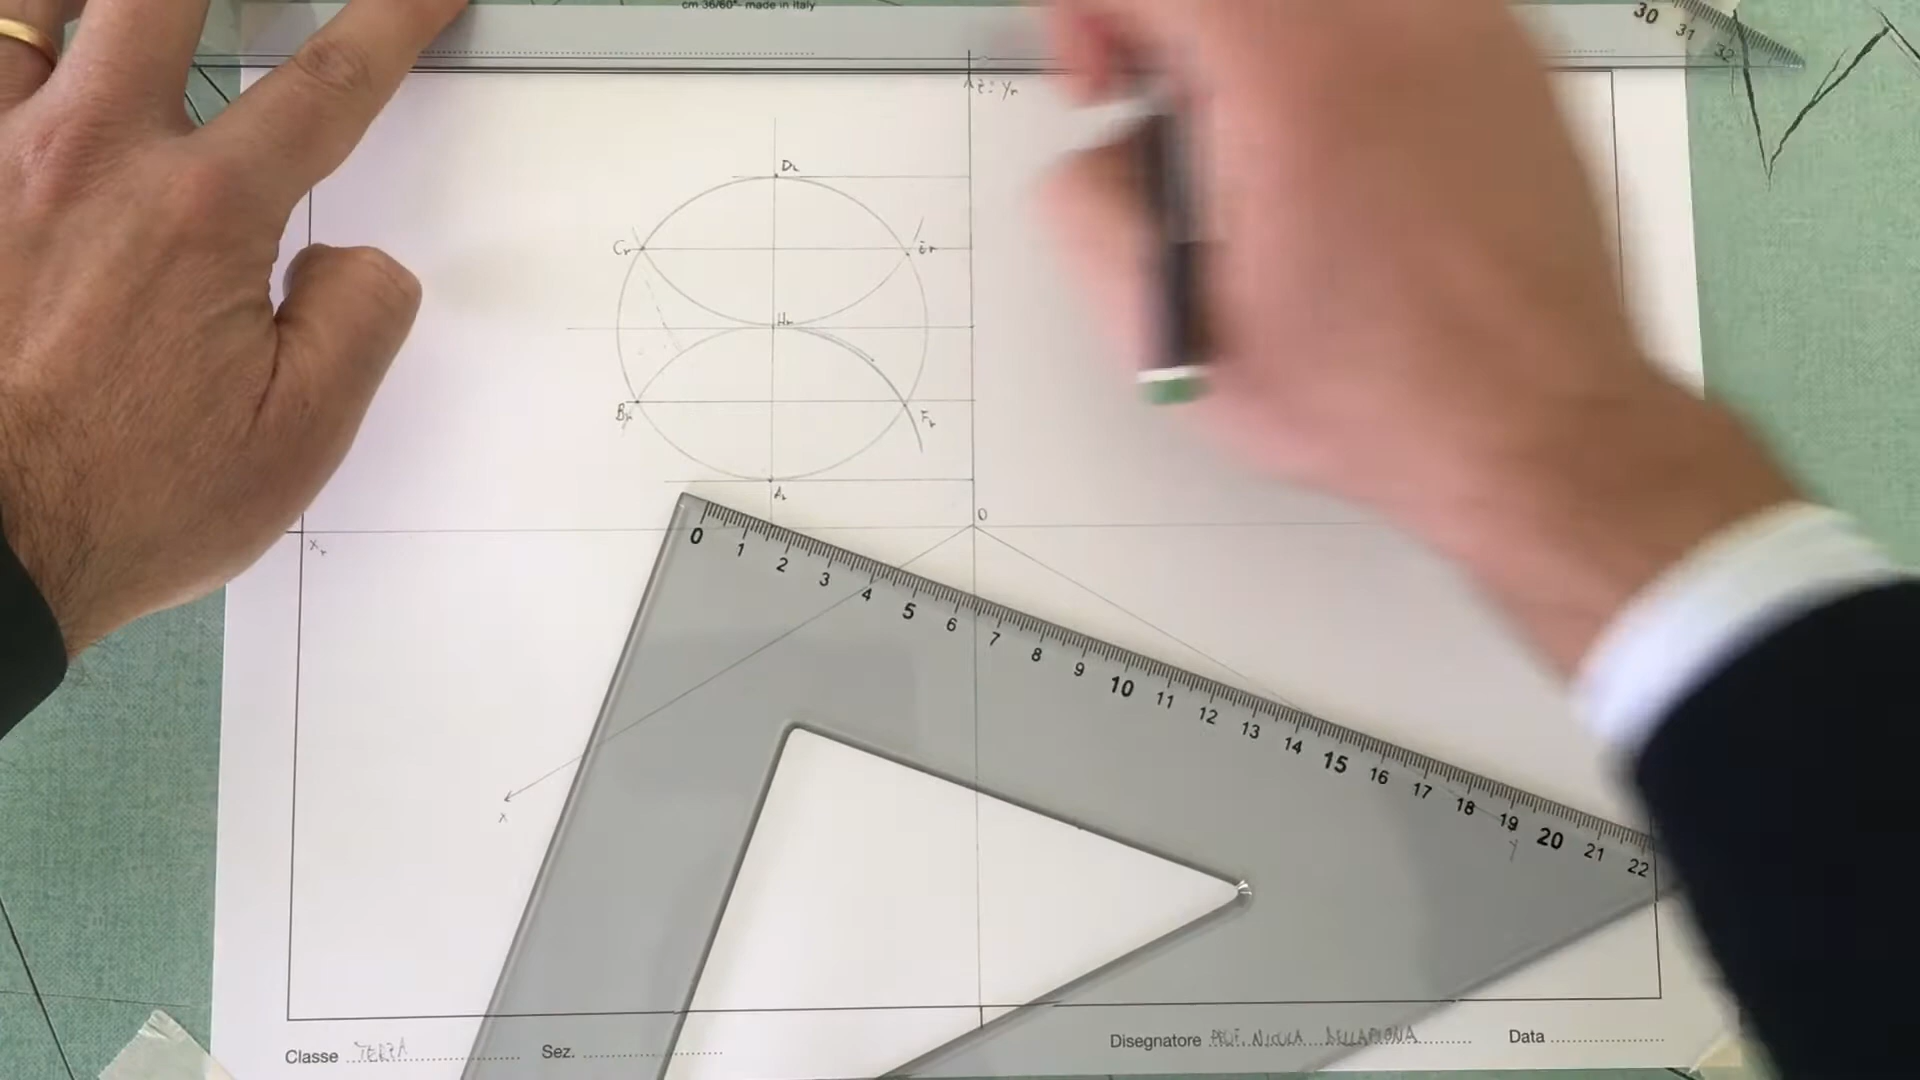 cm 36/60°- made in Italy
30 31 32
z≡yr
Dr
Cr Er
Hr
Br Fr
Ar
O
xr
0 1 2 3 4 5 6 7 8 9 10 11 12 13 14 15 16 17 18 19 20 21 22
x
y
Classe TERZA Sez. Disegnatore PROF. NICOLA DELLAPIONA Data